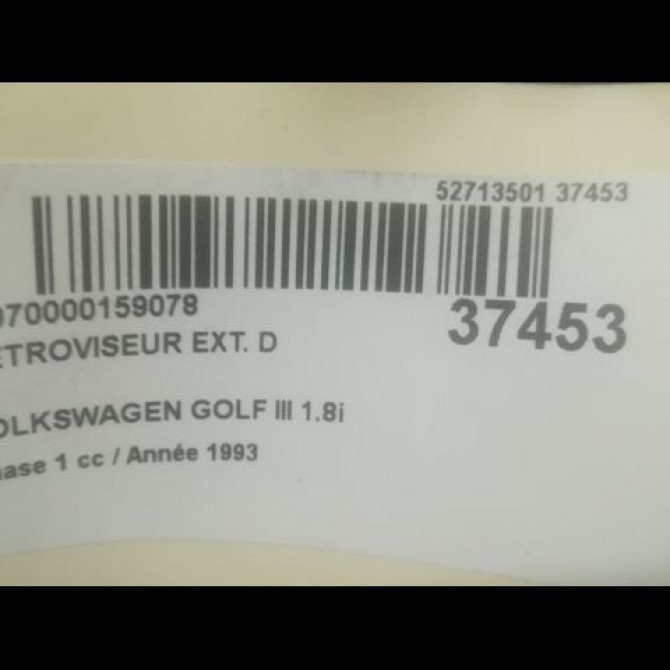 52713501 37453
070000159078
37453
ETROVISEUR EXT. D
OLKSWAGEN GOLF III 1.8i
hase 1 cc / Année 1993